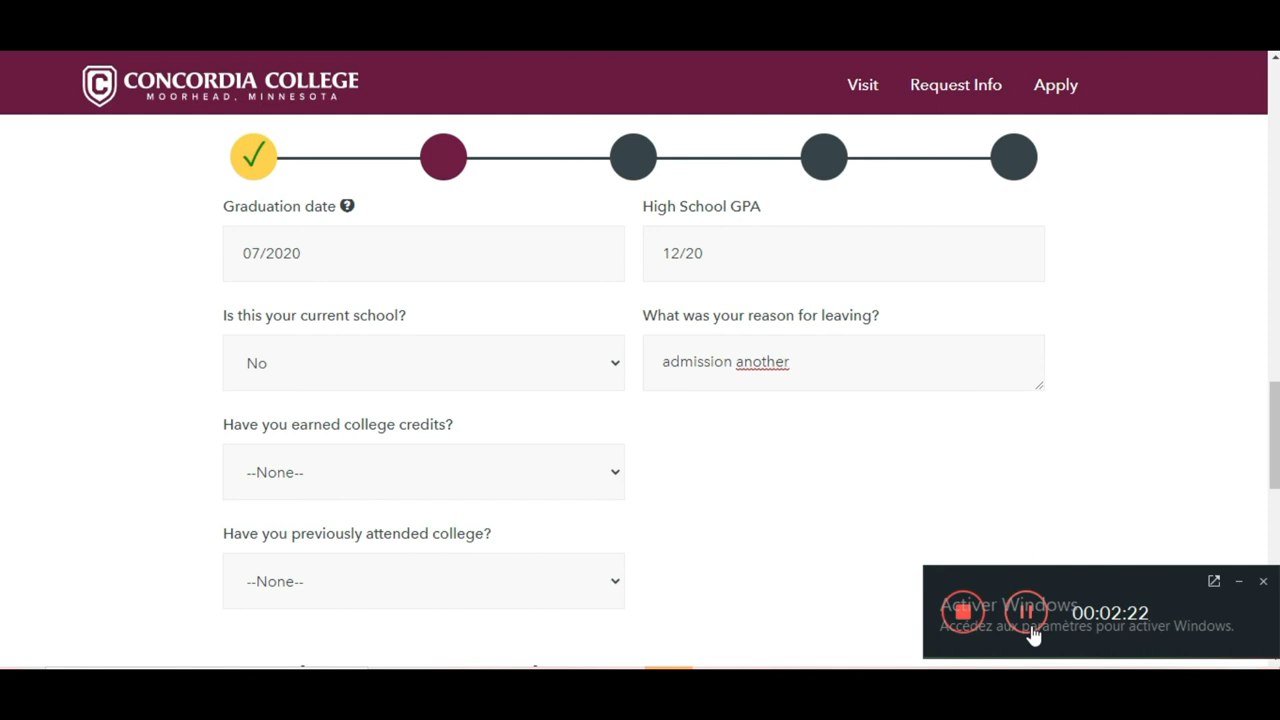 CONCORDIA COLLEGE
MOORHEAD, MINNESOTA
Visit Request Info Apply
Graduation date ?
High School GPA
07/2020
12/20
Is this your current school?
What was your reason for leaving?
No
admission another
Have you earned college credits?
--None--
Have you previously attended college?
--None--
Activer Windows
00:02:22
Accédez aux paramètres pour activer Windows.